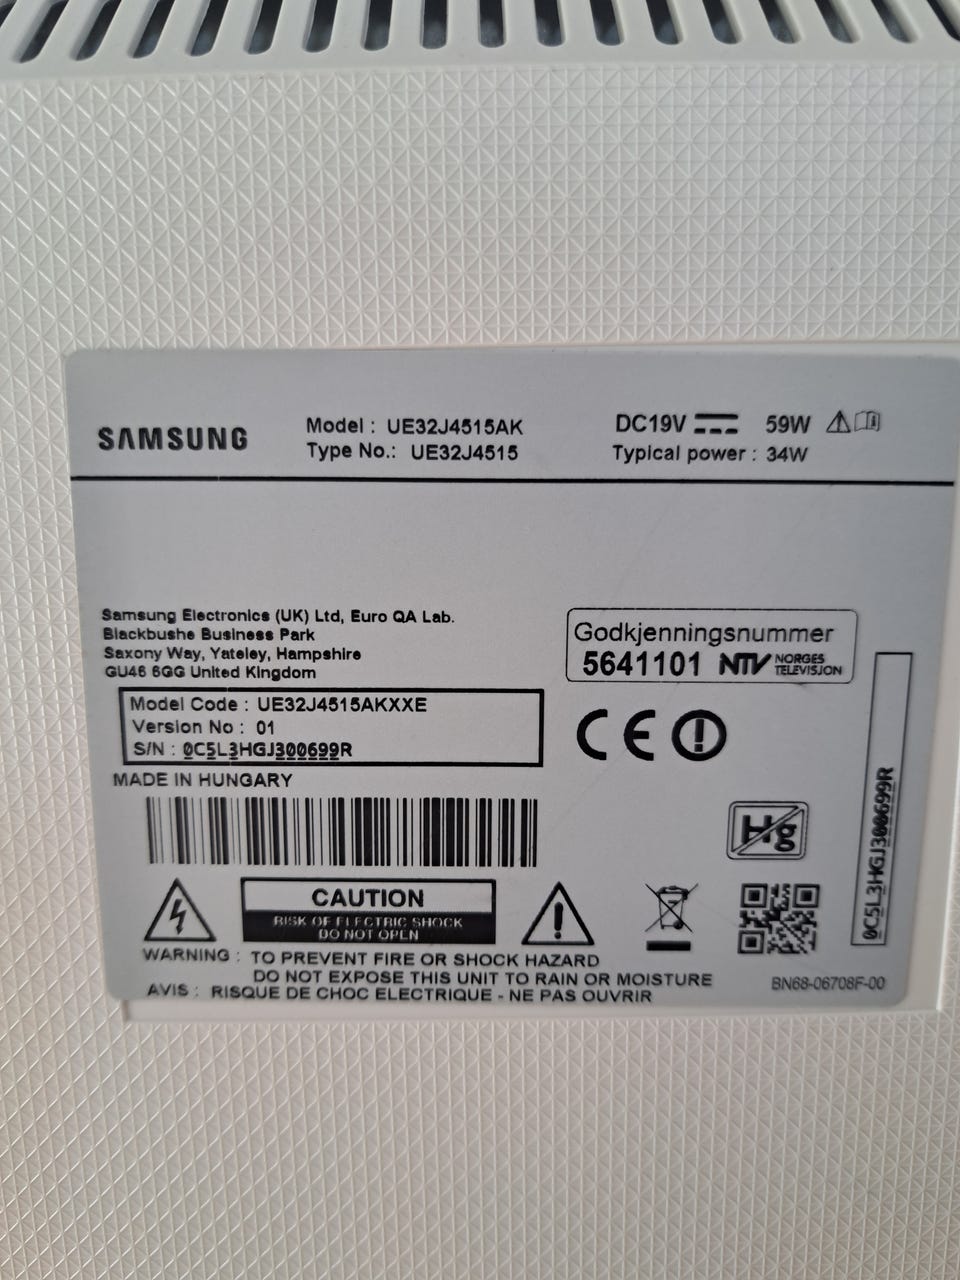 SAMSUNG
Model : UE32J4515AK
Type No.: UE32J4515
DC19V 59W
Typical power : 34W
Samsung Electronics (UK) Ltd, Euro QA Lab.
Blackbushe Business Park
Saxony Way, Yateley, Hampshire
GU46 6GG United Kingdom
Godkjenningsnummer
5641101 NTV NORGES TELEVISJON
Model Code : UE32J4515AKXXE
Version No : 01
S/N : 0C5L3HGJ300699R
MADE IN HUNGARY
CE
Hg
0C5L3HGJ300699R
CAUTION
RISK OF ELECTRIC SHOCK
DO NOT OPEN
WARNING : TO PREVENT FIRE OR SHOCK HAZARD
DO NOT EXPOSE THIS UNIT TO RAIN OR MOISTURE
AVIS : RISQUE DE CHOC ELECTRIQUE - NE PAS OUVRIR
BN68-06708F-00